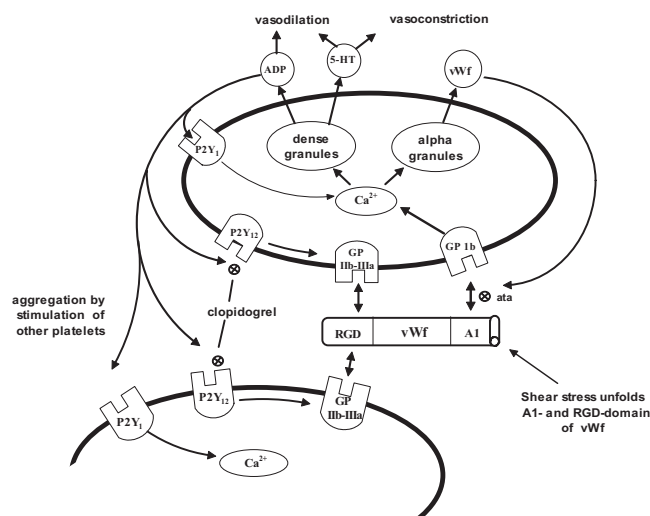 vasodilation
vasoconstriction
ADP
5-HT
vWf
dense
granules
alpha
granules
P2Y1
Ca2+
P2Y12
GP
IIb-IIIa
GP 1b
ata
aggregation by
stimulation of
other platelets
clopidogrel
RGD
vWf
A1
Shear stress unfolds
A1- and RGD-domain
of vWf
P2Y1
P2Y12
GP
IIb-IIIa
Ca2+